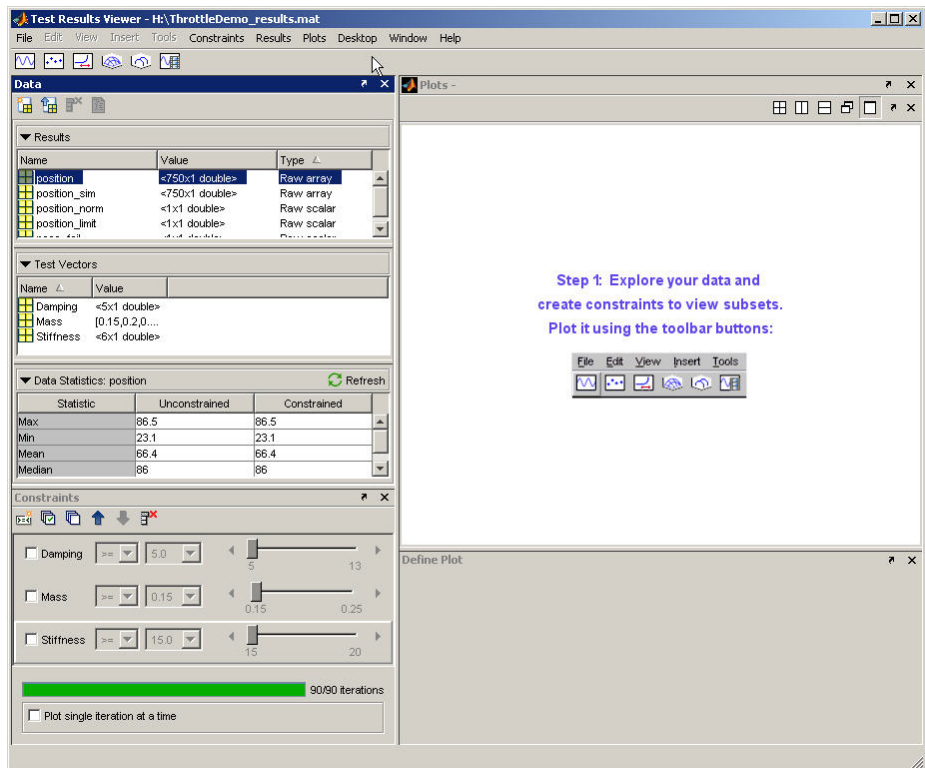 Test Results Viewer - H:\ThrottleDemo_results.mat
File Edit View Insert Tools Constraints Results Plots Desktop Window Help
Data
Results
Name Value Type
position <750x1 double> Raw array
position_sim <750x1 double> Raw array
position_norm <1x1 double> Raw scalar
position_limit <1x1 double> Raw scalar
Test Vectors
Name Value
Damping <5x1 double>
Mass [0.15,0.2,0....
Stiffness <6x1 double>
Data Statistics: position Refresh
Statistic Unconstrained Constrained
Max 86.5 86.5
Min 23.1 23.1
Mean 66.4 66.4
Median 86 86
Constraints
Damping >= 5.0
5 13
Mass >= 0.15
0.15 0.25
Stiffness >= 15.0
15 20
90/90 iterations
Plot single iteration at a time
Plots -
Step 1: Explore your data and
create constraints to view subsets.
Plot it using the toolbar buttons:
File Edit View Insert Tools
Define Plot